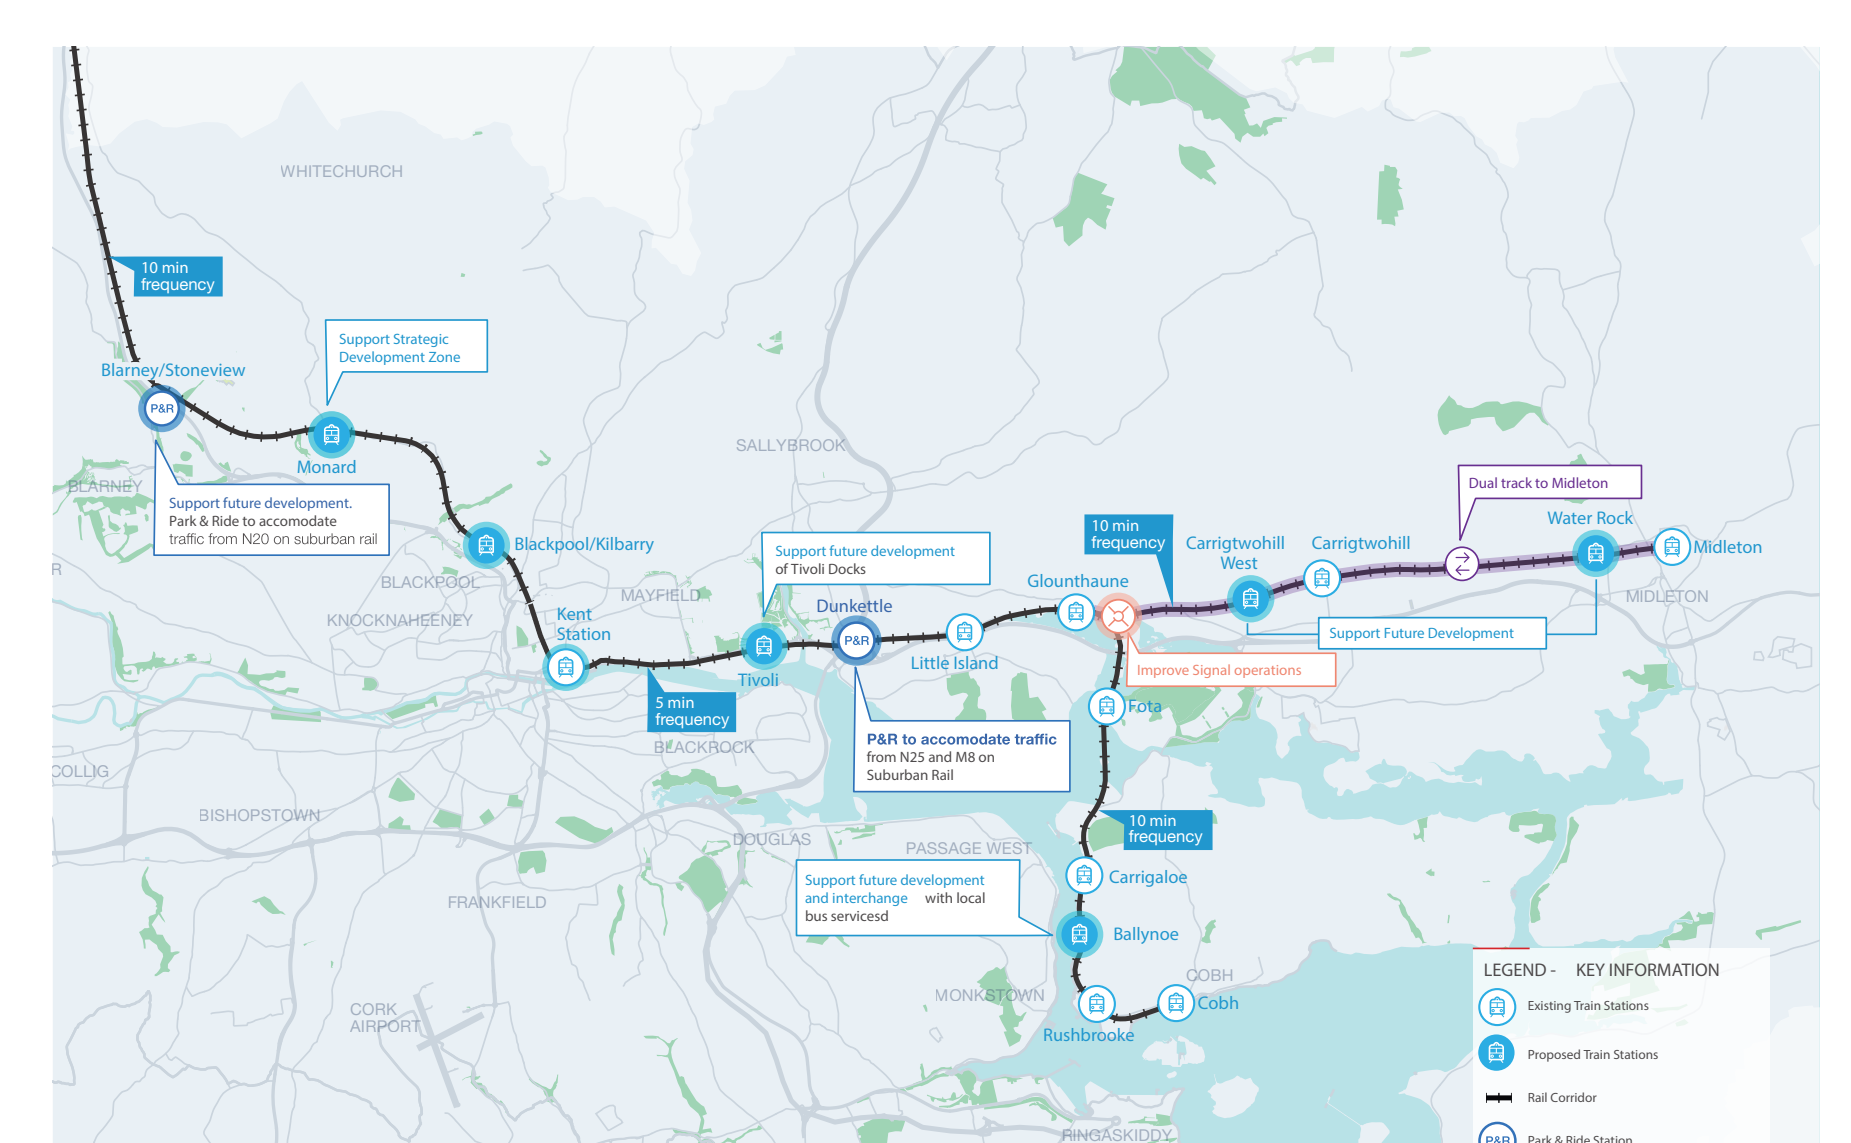 WHITECHURCH
10 min
frequency
Support Strategic
Development Zone
Blarney/Stoneview
P&R
Monard
SALLYBROOK
BLARNEY
Support future development.
Park & Ride to accomodate
traffic from N20 on suburban rail
Dual track to Midleton
Water Rock
Midleton
MIDLETON
10 min
frequency
Carrigtwohill
West
Carrigtwohill
Blackpool/Kilbarry
Support future development
of Tivoli Docks
R
BLACKPOOL
MAYFIELD
KNOCKNAHEENEY
Kent
Station
Dunkettle
P&R
Glounthaune
Support Future Development
Little Island
Tivoli
Improve Signal operations
5 min
frequency
Fota
BLACKROCK
P&R to accomodate traffic
from N25 and M8 on
Suburban Rail
COLLIG
BISHOPSTOWN
10 min
frequency
DOUGLAS
PASSAGE WEST
Support future development
and interchange with local
bus servicesd
Carrigaloe
FRANKFIELD
Ballynoe
COBH
MONKSTOWN
Cobh
Rushbrooke
CORK
AIRPORT
RINGASKIDDY
LEGEND - KEY INFORMATION
Existing Train Stations
Proposed Train Stations
Rail Corridor
P&R Park & Ride Station